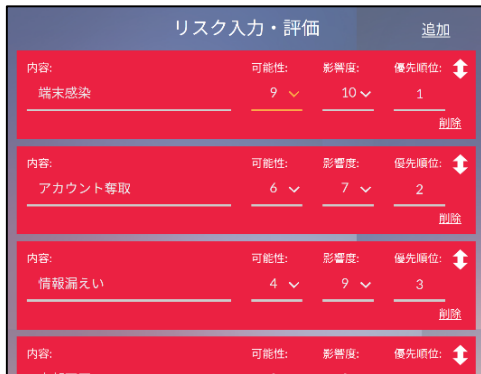 リスク入力・評価 追加
内容: 可能性: 影響度: 優先順位:
端末感染 9 10 1
削除
内容: 可能性: 影響度: 優先順位:
アカウント奪取 6 7 2
削除
内容: 可能性: 影響度: 優先順位:
情報漏えい 4 9 3
削除
内容: 可能性: 影響度: 優先順位: